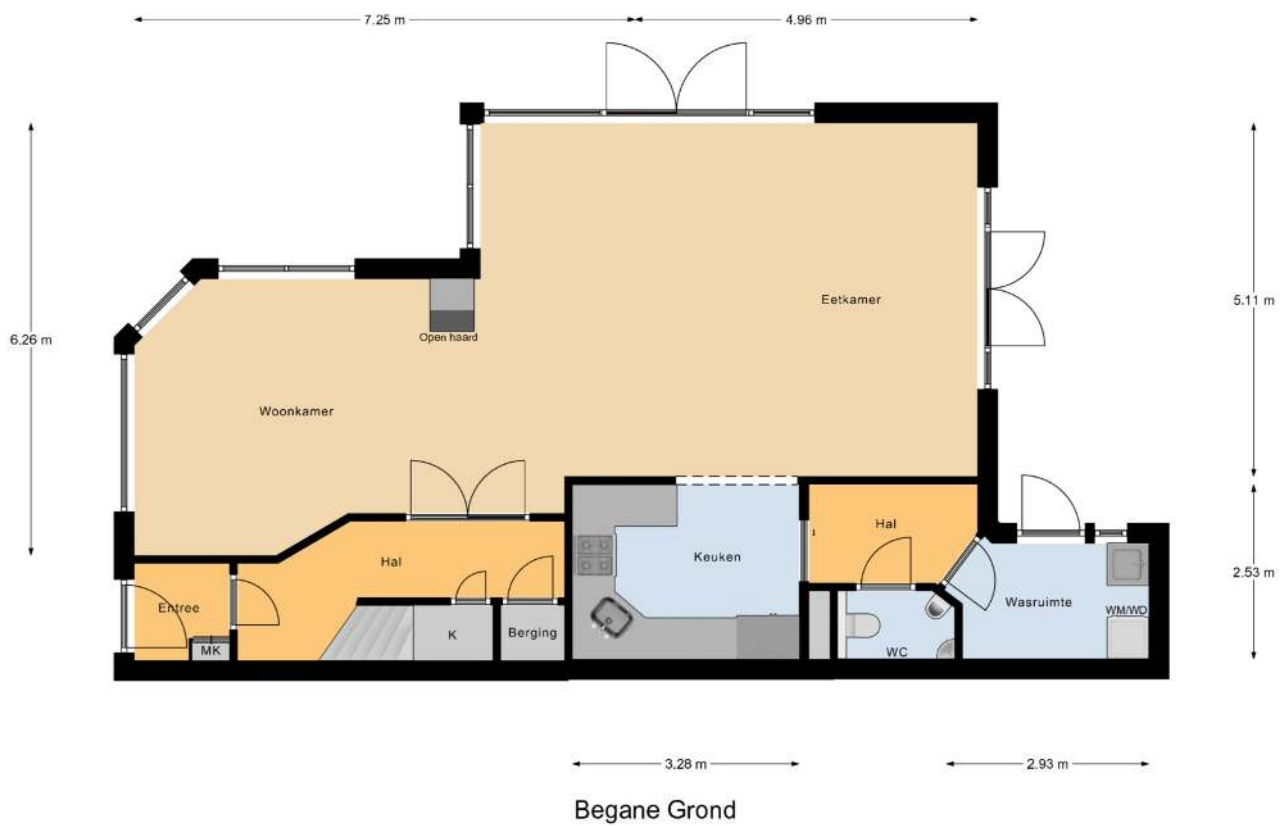 7.25 m
4.96 m
6.26 m
5.11 m
Eetkamer
Open haard
Woonkamer
Hal
Keuken
Hal
2.53 m
Entree
Wasruimte
WM/WD
MK
K
Berging
WC
3.28 m
2.93 m
Begane Grond